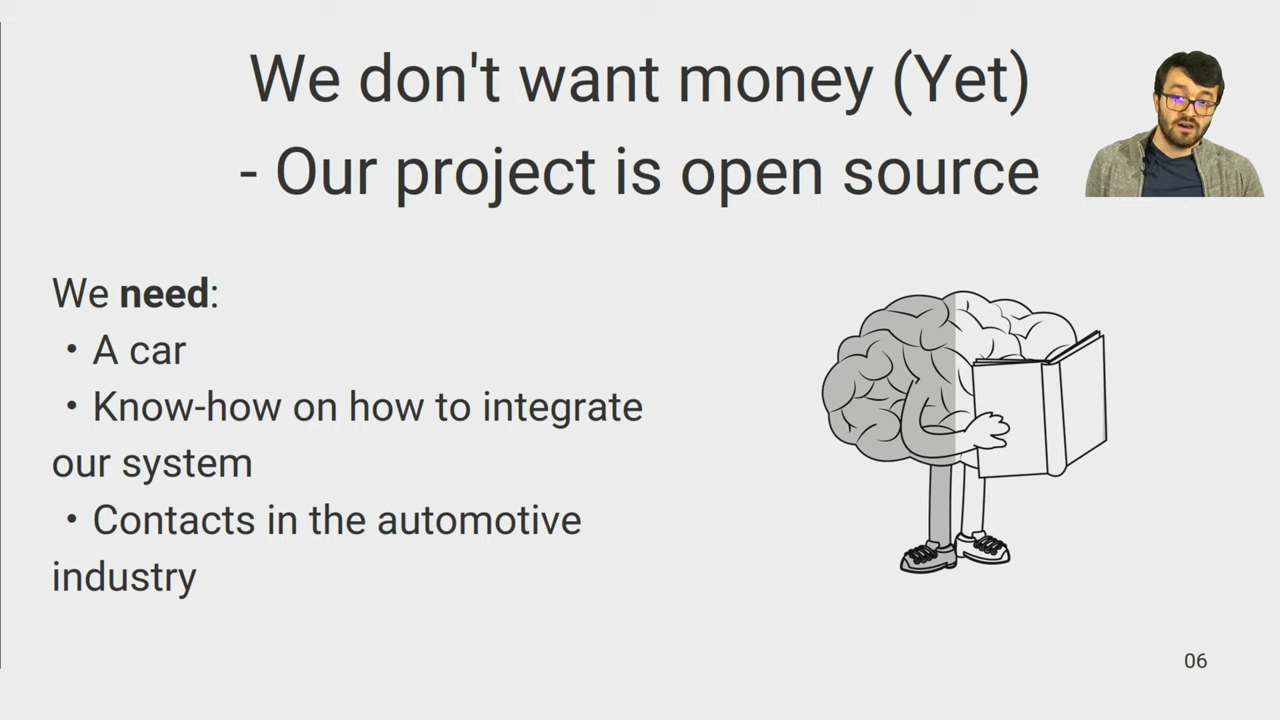 We don't want money (Yet)
- Our project is open source
We need:
• A car
• Know-how on how to integrate
our system
• Contacts in the automotive
industry
06